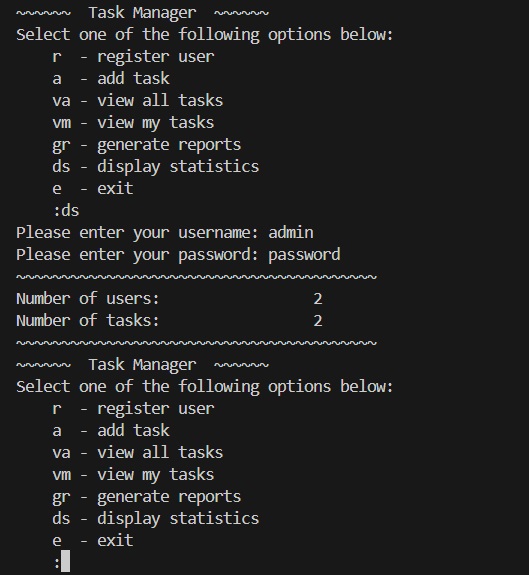 ~~~~~~  Task Manager  ~~~~~~
Select one of the following options below:
    r  - register user
    a  - add task
    va - view all tasks
    vm - view my tasks
    gr - generate reports
    ds - display statistics
    e  - exit
    :ds
Please enter your username: admin
Please enter your password: password
~~~~~~~~~~~~~~~~~~~~~~~~~~~~~~~~~~~~~~~~
Number of users:                 2
Number of tasks:                 2
~~~~~~~~~~~~~~~~~~~~~~~~~~~~~~~~~~~~~~~~
~~~~~~  Task Manager  ~~~~~~
Select one of the following options below:
    r  - register user
    a  - add task
    va - view all tasks
    vm - view my tasks
    gr - generate reports
    ds - display statistics
    e  - exit
    :